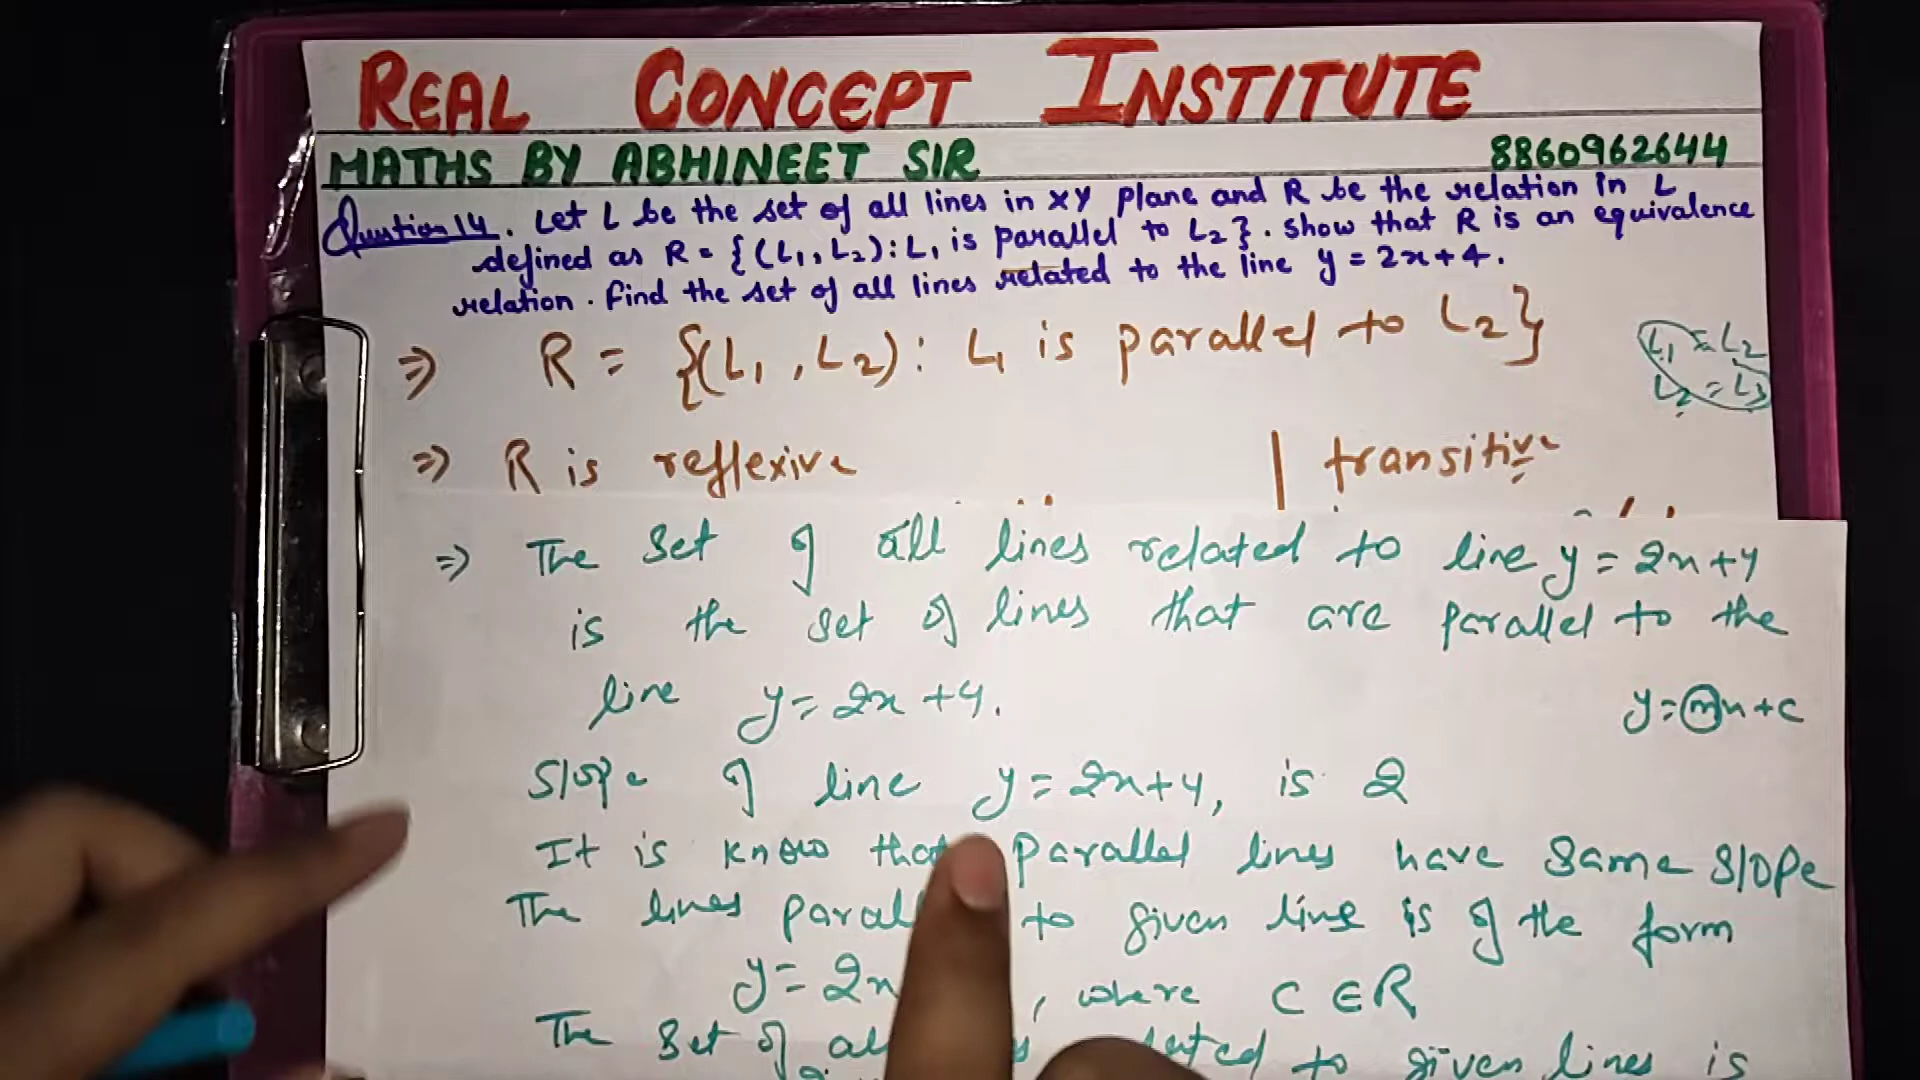 REAL CONCEPT INSTITUTE
MATHS BY ABHINEET SIR 8860962644
Question 14. Let L be the set of all lines in XY plane and R be the relation in L
defined as R = {(L₁, L₂) : L₁ is parallel to L₂}. Show that R is an equivalence
relation. Find the set of all lines related to the line y = 2x+4.
⇒ R = {(L₁, L₂) : L₁ is parallel to L₂}
L₁ = L₂
L₂ = L₃
⇒ R is reflexive | transitive
⇒ The set of all lines related to line y = 2x+4
is the set of lines that are parallel to the
line y = 2x+4.
y = mx+c
Slope of line y = 2x+4, is 2
It is know that parallel lines have same slope
The lines to given line is of the form
y = 2x , where C ∈ R
The set of to given lines is